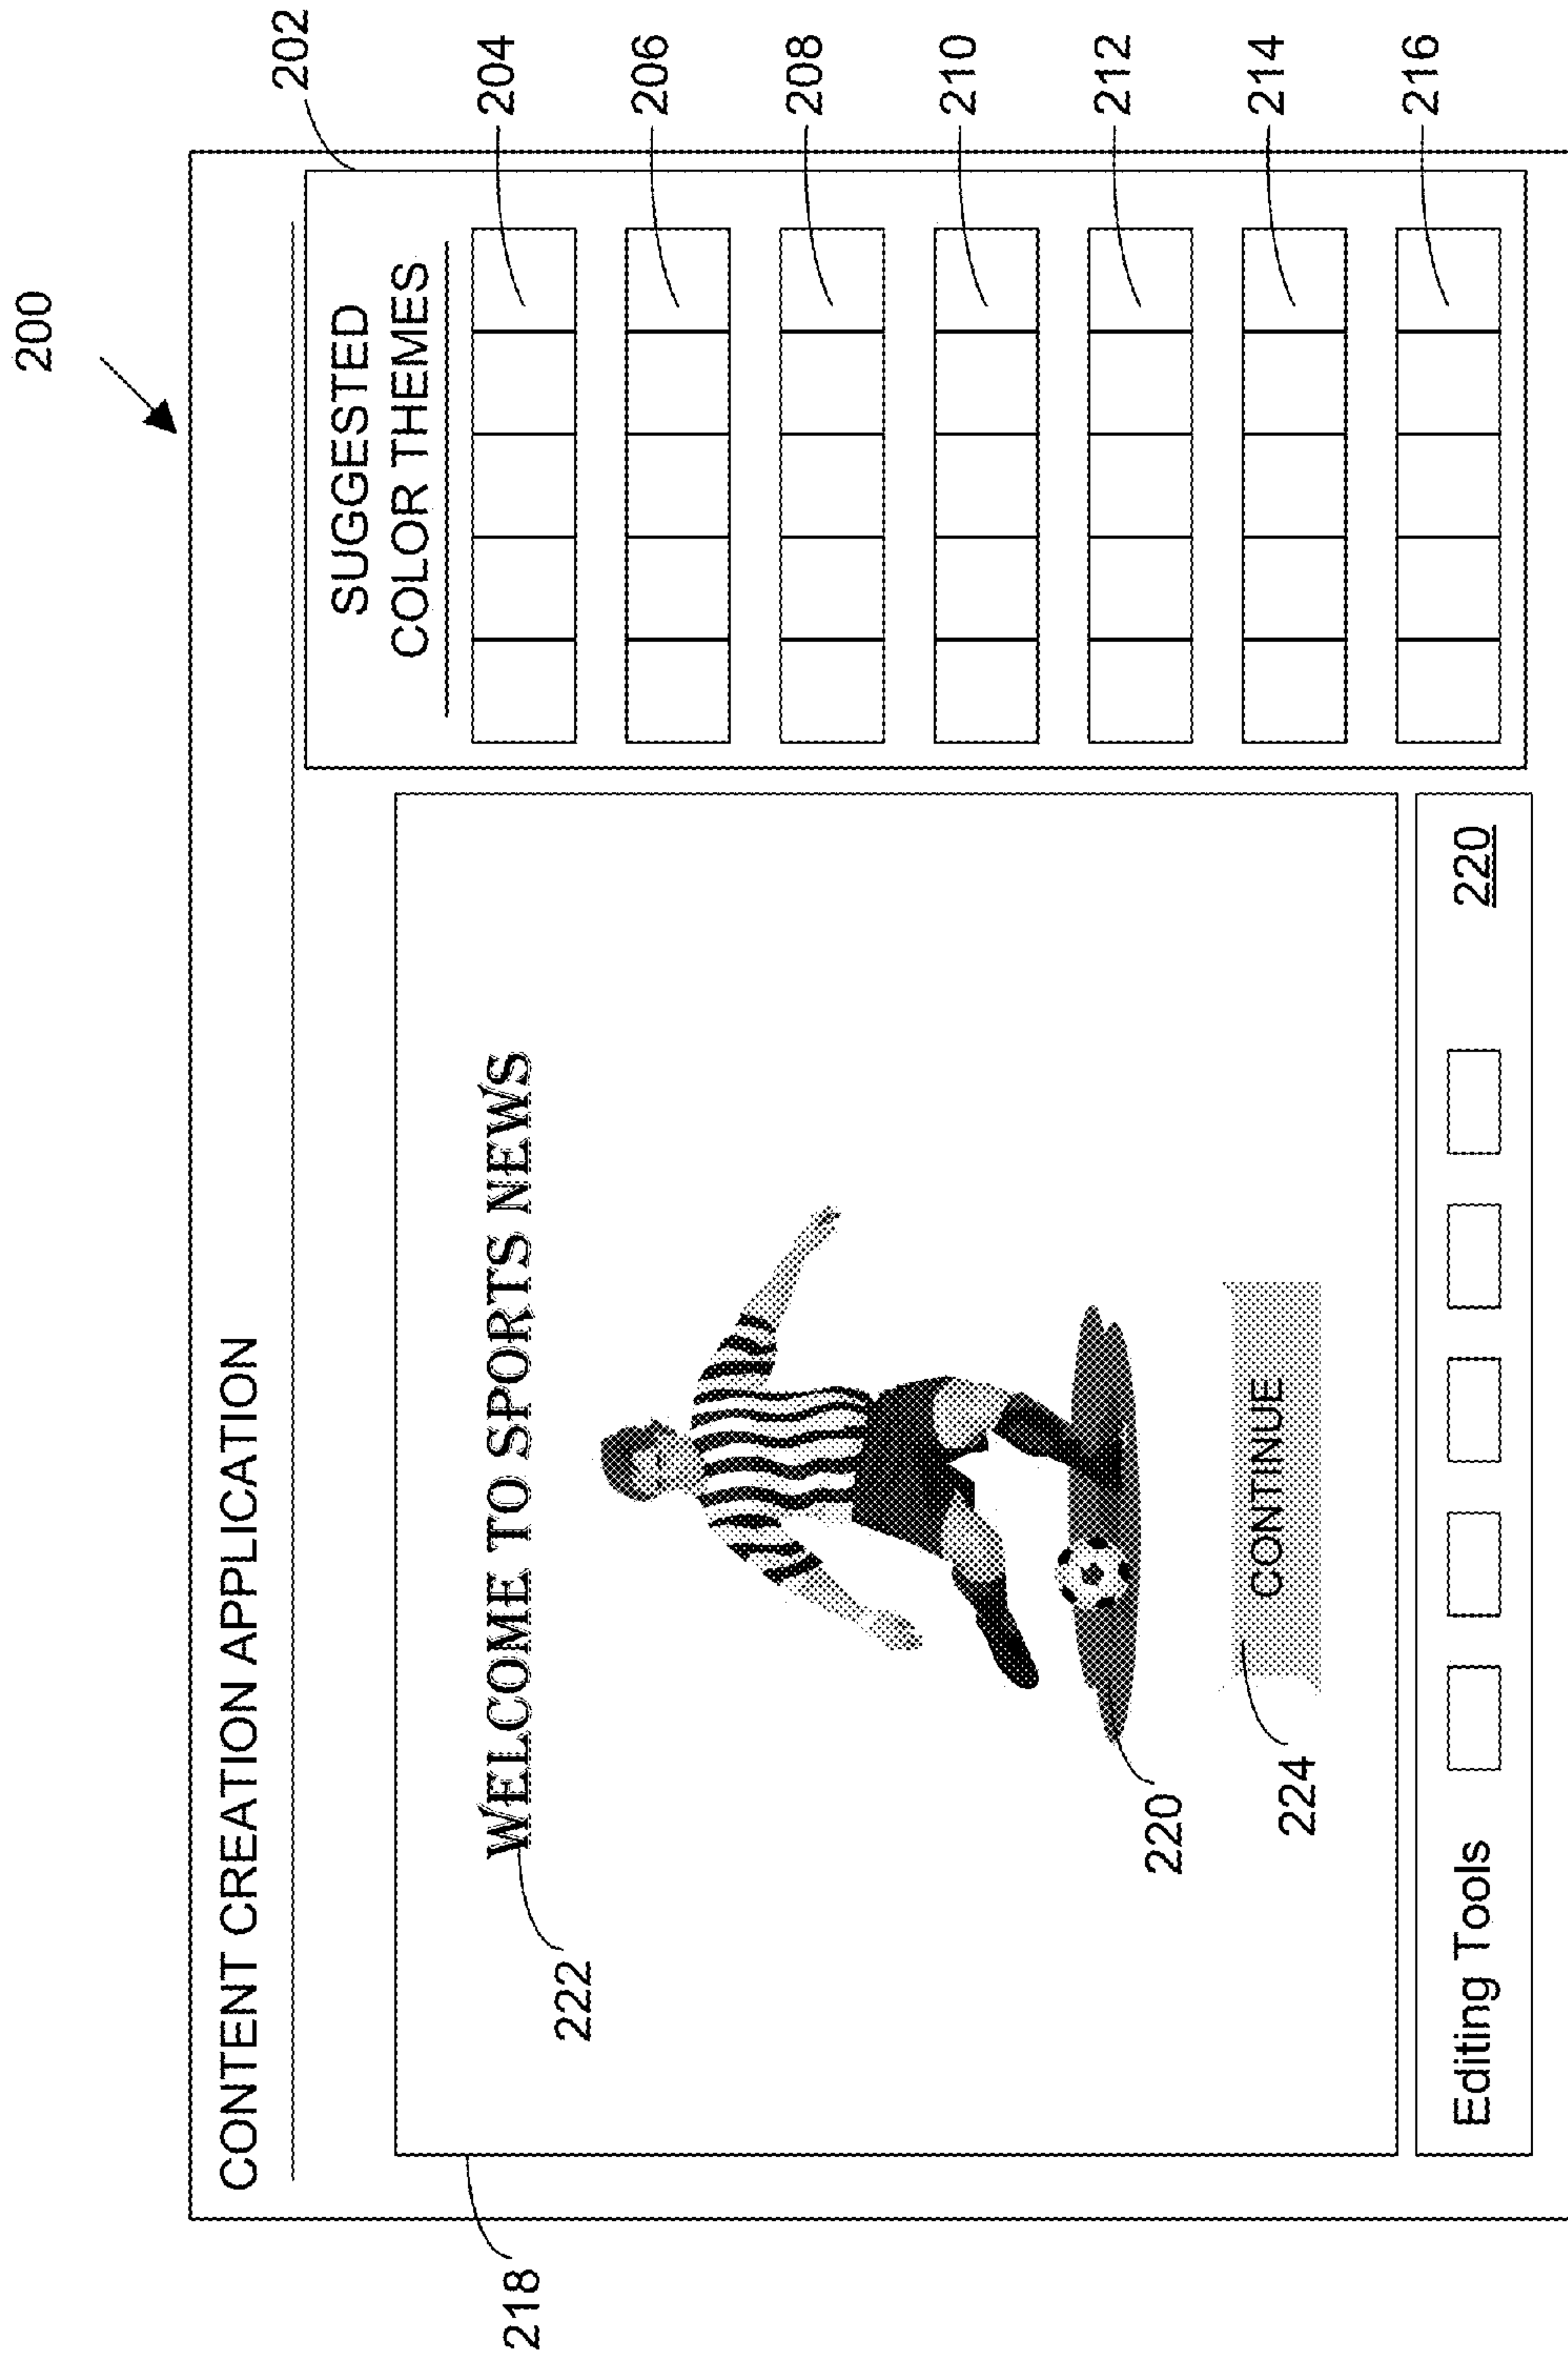 200
CONTENT CREATION APPLICATION
202
SUGGESTED
COLOR THEMES
204
206
208
210
212
214
216
218
WELCOME TO SPORTS NEWS
222
220
CONTINUE
224
Editing Tools
220